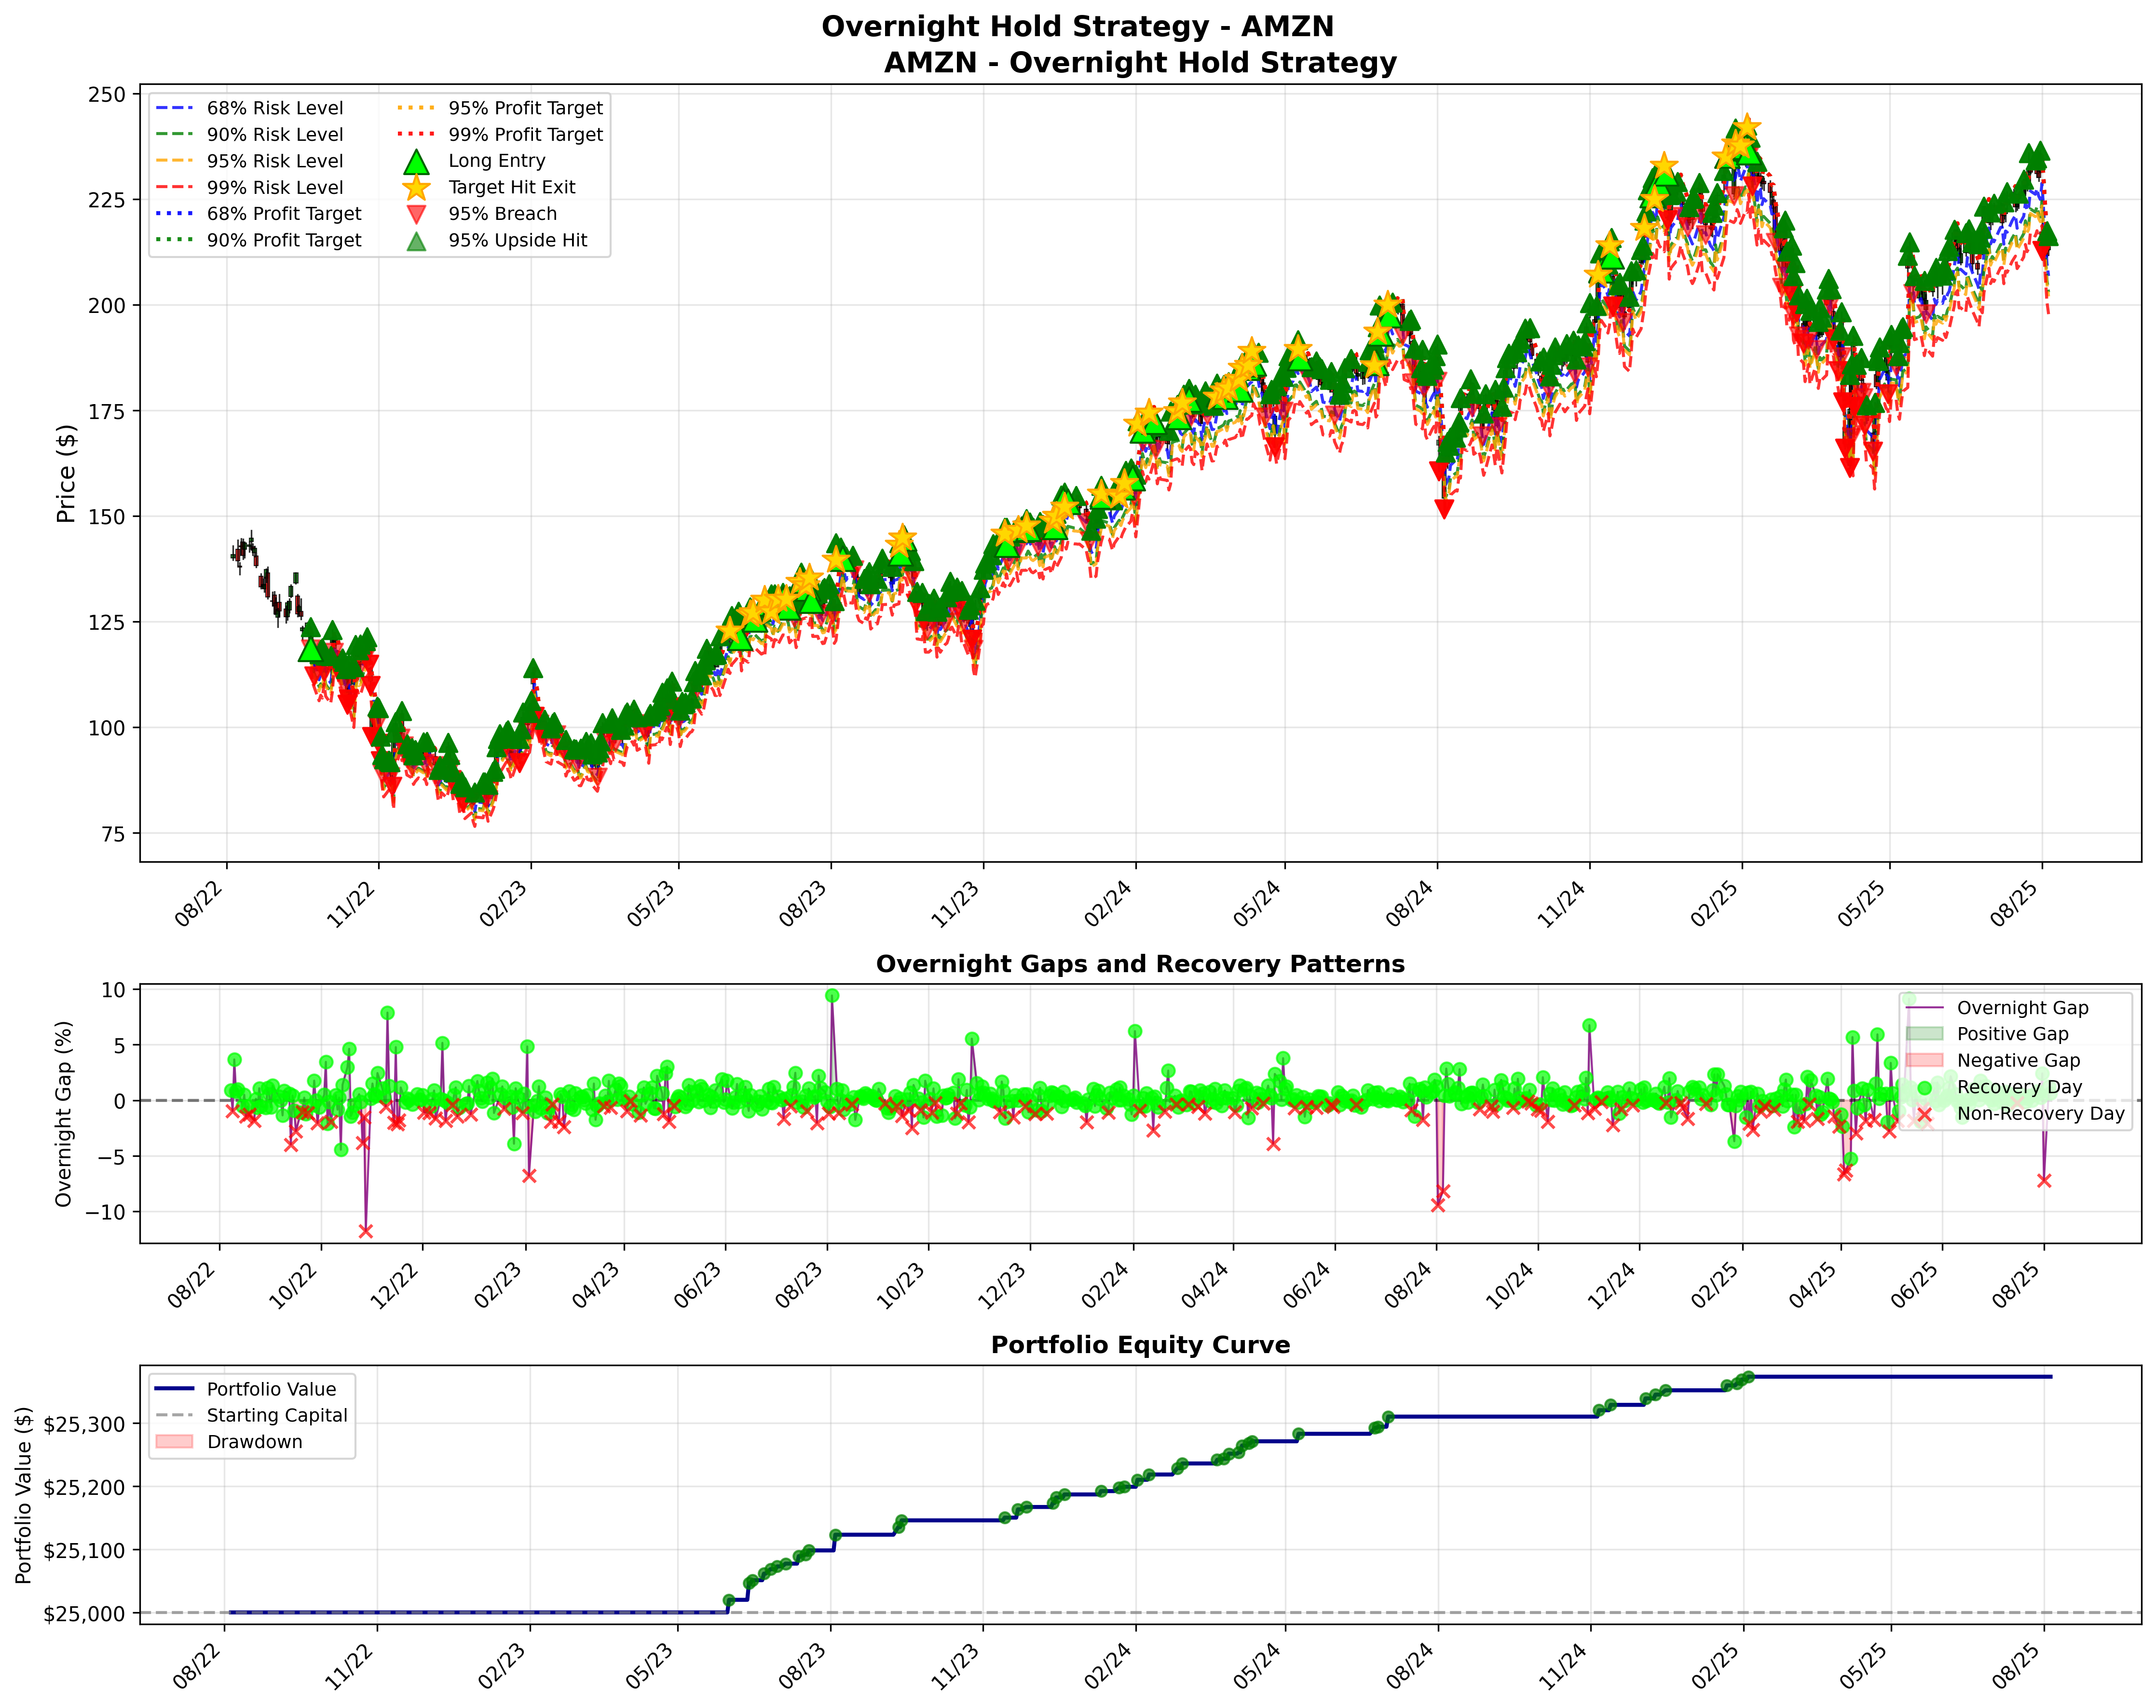 Overnight Hold Strategy - AMZN
AMZN - Overnight Hold Strategy
Price ($)
250
225
200
175
150
125
100
75
68% Risk Level
90% Risk Level
95% Risk Level
99% Risk Level
68% Profit Target
90% Profit Target
95% Profit Target
99% Profit Target
Long Entry
Target Hit Exit
95% Breach
95% Upside Hit
08/22 11/22 02/23 05/23 08/23 11/23 02/24 05/24 08/24 11/24 02/25 05/25 08/25
Overnight Gaps and Recovery Patterns
Overnight Gap (%)
10
5
0
−5
−10
Overnight Gap
Positive Gap
Negative Gap
Recovery Day
Non-Recovery Day
08/22 10/22 12/22 02/23 04/23 06/23 08/23 10/23 12/23 02/24 04/24 06/24 08/24 10/24 12/24 02/25 04/25 06/25 08/25
Portfolio Equity Curve
Portfolio Value ($)
$25,300
$25,200
$25,100
$25,000
Portfolio Value
Starting Capital
Drawdown
08/22 11/22 02/23 05/23 08/23 11/23 02/24 05/24 08/24 11/24 02/25 05/25 08/25